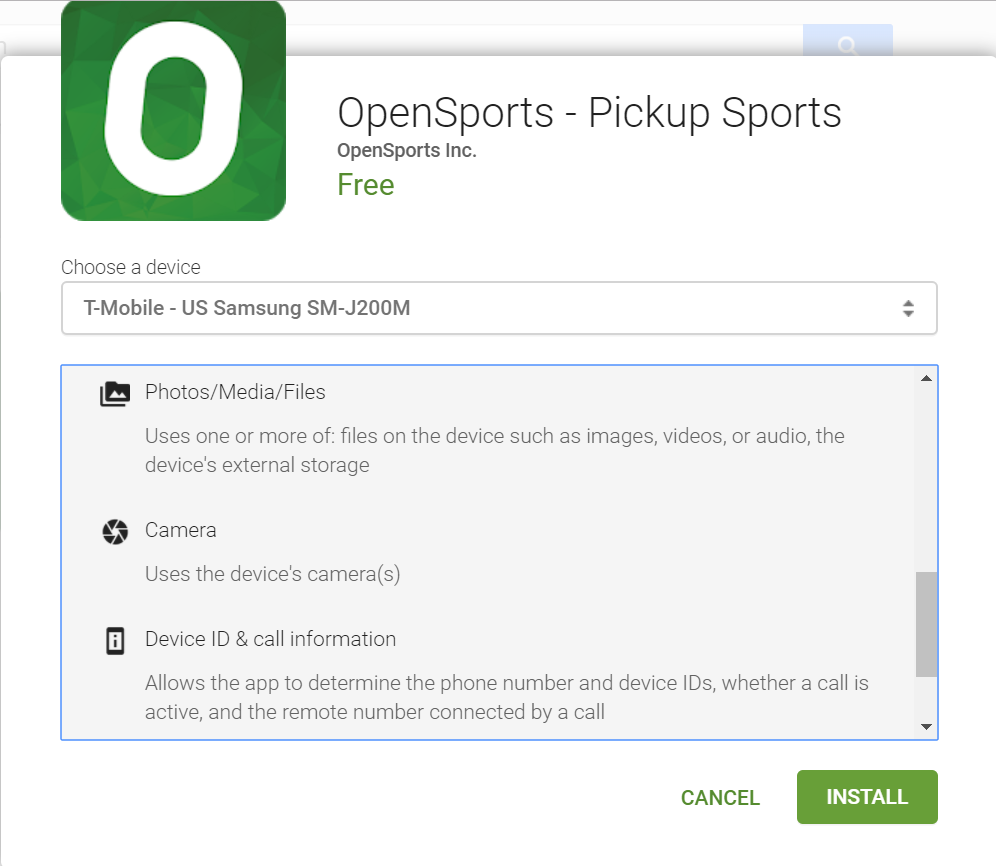 OpenSports - Pickup Sports
OpenSports Inc.
Free
Choose a device
T-Mobile - US Samsung SM-J200M
Photos/Media/Files
Uses one or more of: files on the device such as images, videos, or audio, the
device's external storage
Camera
Uses the device's camera(s)
Device ID & call information
Allows the app to determine the phone number and device IDs, whether a call is
active, and the remote number connected by a call
CANCEL
INSTALL